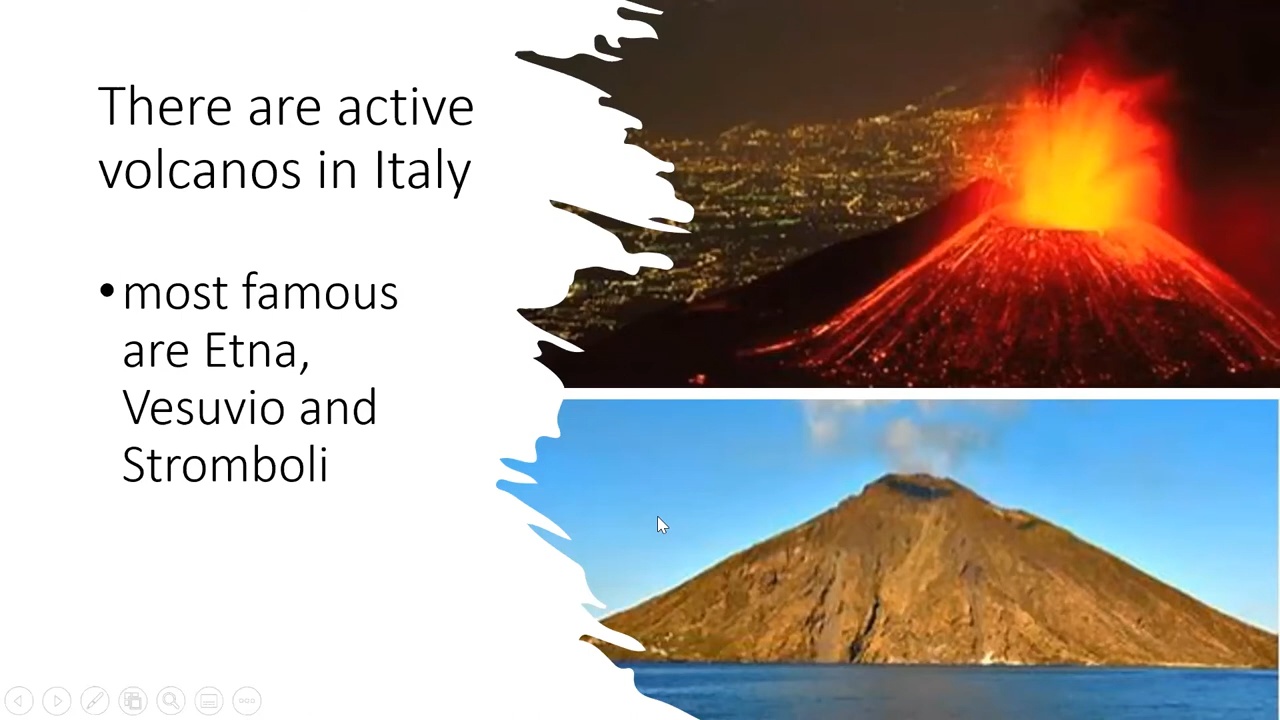 There are active
volcanos in Italy
•most famous
are Etna,
Vesuvio and
Stromboli